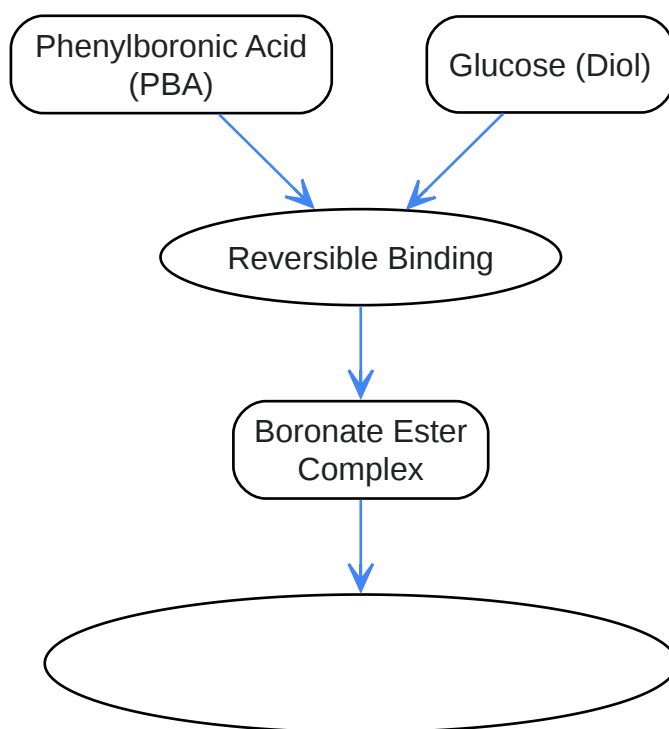 Phenylboronic Acid
(PBA)
Glucose (Diol)
Reversible Binding
Boronate Ester
Complex